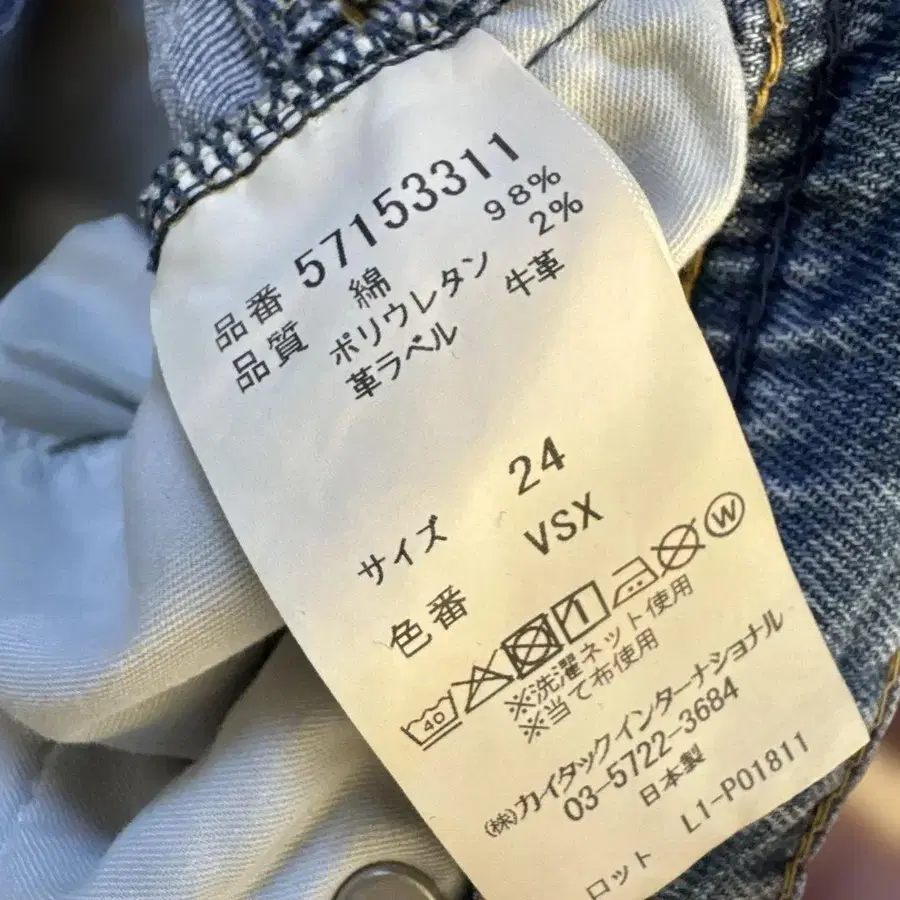 品番 57153311
品質 綿 98%
ポリウレタン 2%
革ラベル 牛革
サイズ 24
色番 VSX
40 W
※洗濯ネット使用
※当て布使用
(株)カイタックインターナショナル
03-5722-3684
日本製
ロット L1-P01811